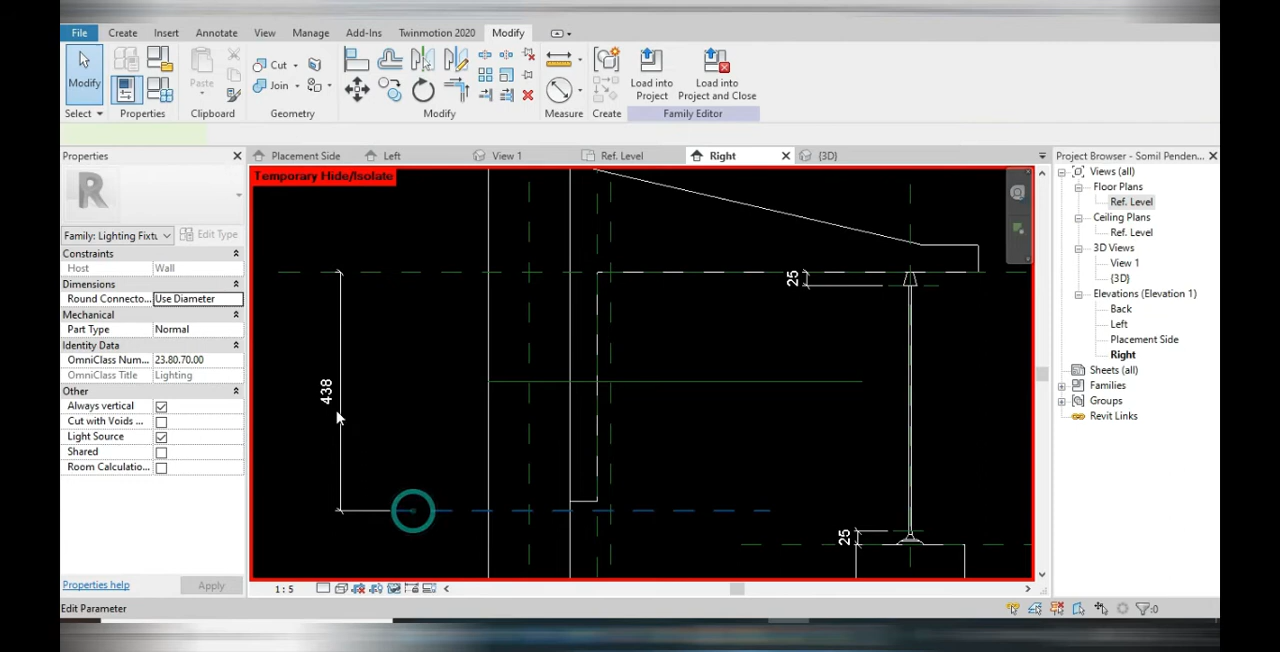 File Create Insert Annotate View Manage Add-Ins Twinmotion 2020 Modify
Modify Paste Cut Join Load into Project Load into Project and Close
Select Properties Clipboard Geometry Modify Measure Create Family Editor
Properties
Placement Side Left View 1 Ref. Level Right {3D}
Project Browser - Somil Penden...
Temporary Hide/Isolate
R
Family: Lighting Fixtu Edit Type
Constraints
Host Wall
Dimensions
Round Connecto... Use Diameter
Mechanical
Part Type Normal
Identity Data
OmniClass Num... 23.80.70.00
OmniClass Title Lighting
Other
Always vertical
Cut with Voids ...
Light Source
Shared
Room Calculatio...
Properties help Apply
25
438
25
Views (all)
Floor Plans
Ref. Level
Ceiling Plans
Ref. Level
3D Views
View 1
{3D}
Elevations (Elevation 1)
Back
Left
Placement Side
Right
Sheets (all)
Families
Groups
Revit Links
1 : 5
Edit Parameter
:0